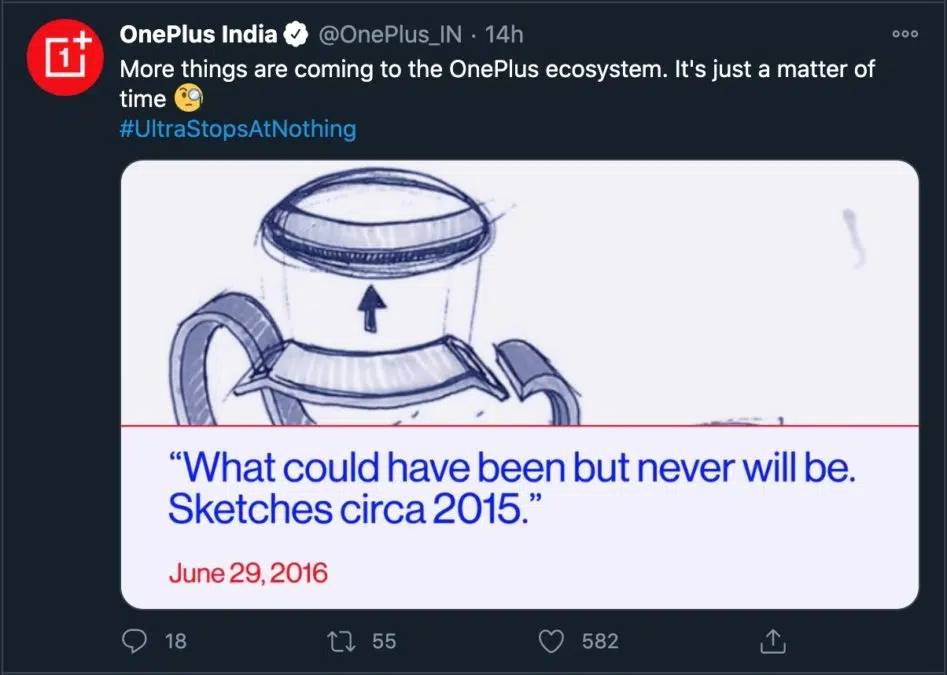 OnePlus India @OnePlus_IN · 14h
More things are coming to the OnePlus ecosystem. It's just a matter of
time 🧐
#UltraStopsAtNothing
“What could have been but never will be.
Sketches circa 2015.”
June 29, 2016
18 55 582